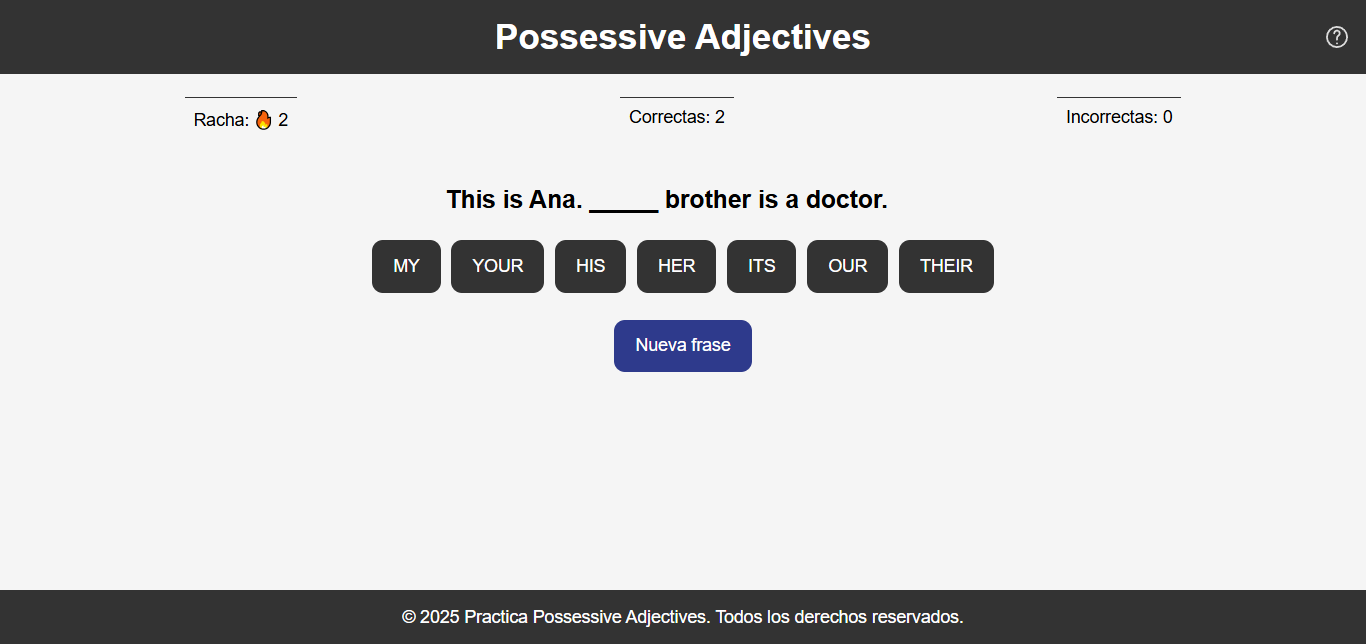 Possessive Adjectives
Racha: 🔥 2
Correctas: 2
Incorrectas: 0
This is Ana. _____ brother is a doctor.
MY YOUR HIS HER ITS OUR THEIR
Nueva frase
© 2025 Practica Possessive Adjectives. Todos los derechos reservados.